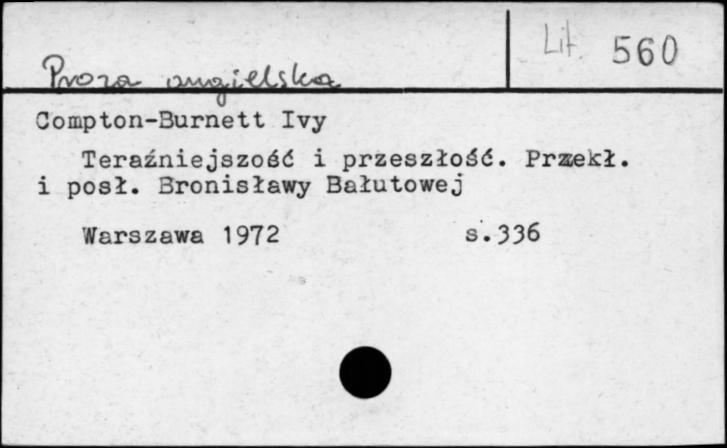 Lit 560
Proza angielska
Compton-Burnett Ivy
Teraźniejszość i przeszłość. Przekł.
i posł. Bronisławy Bałutowej
Warszawa 1972 s.336